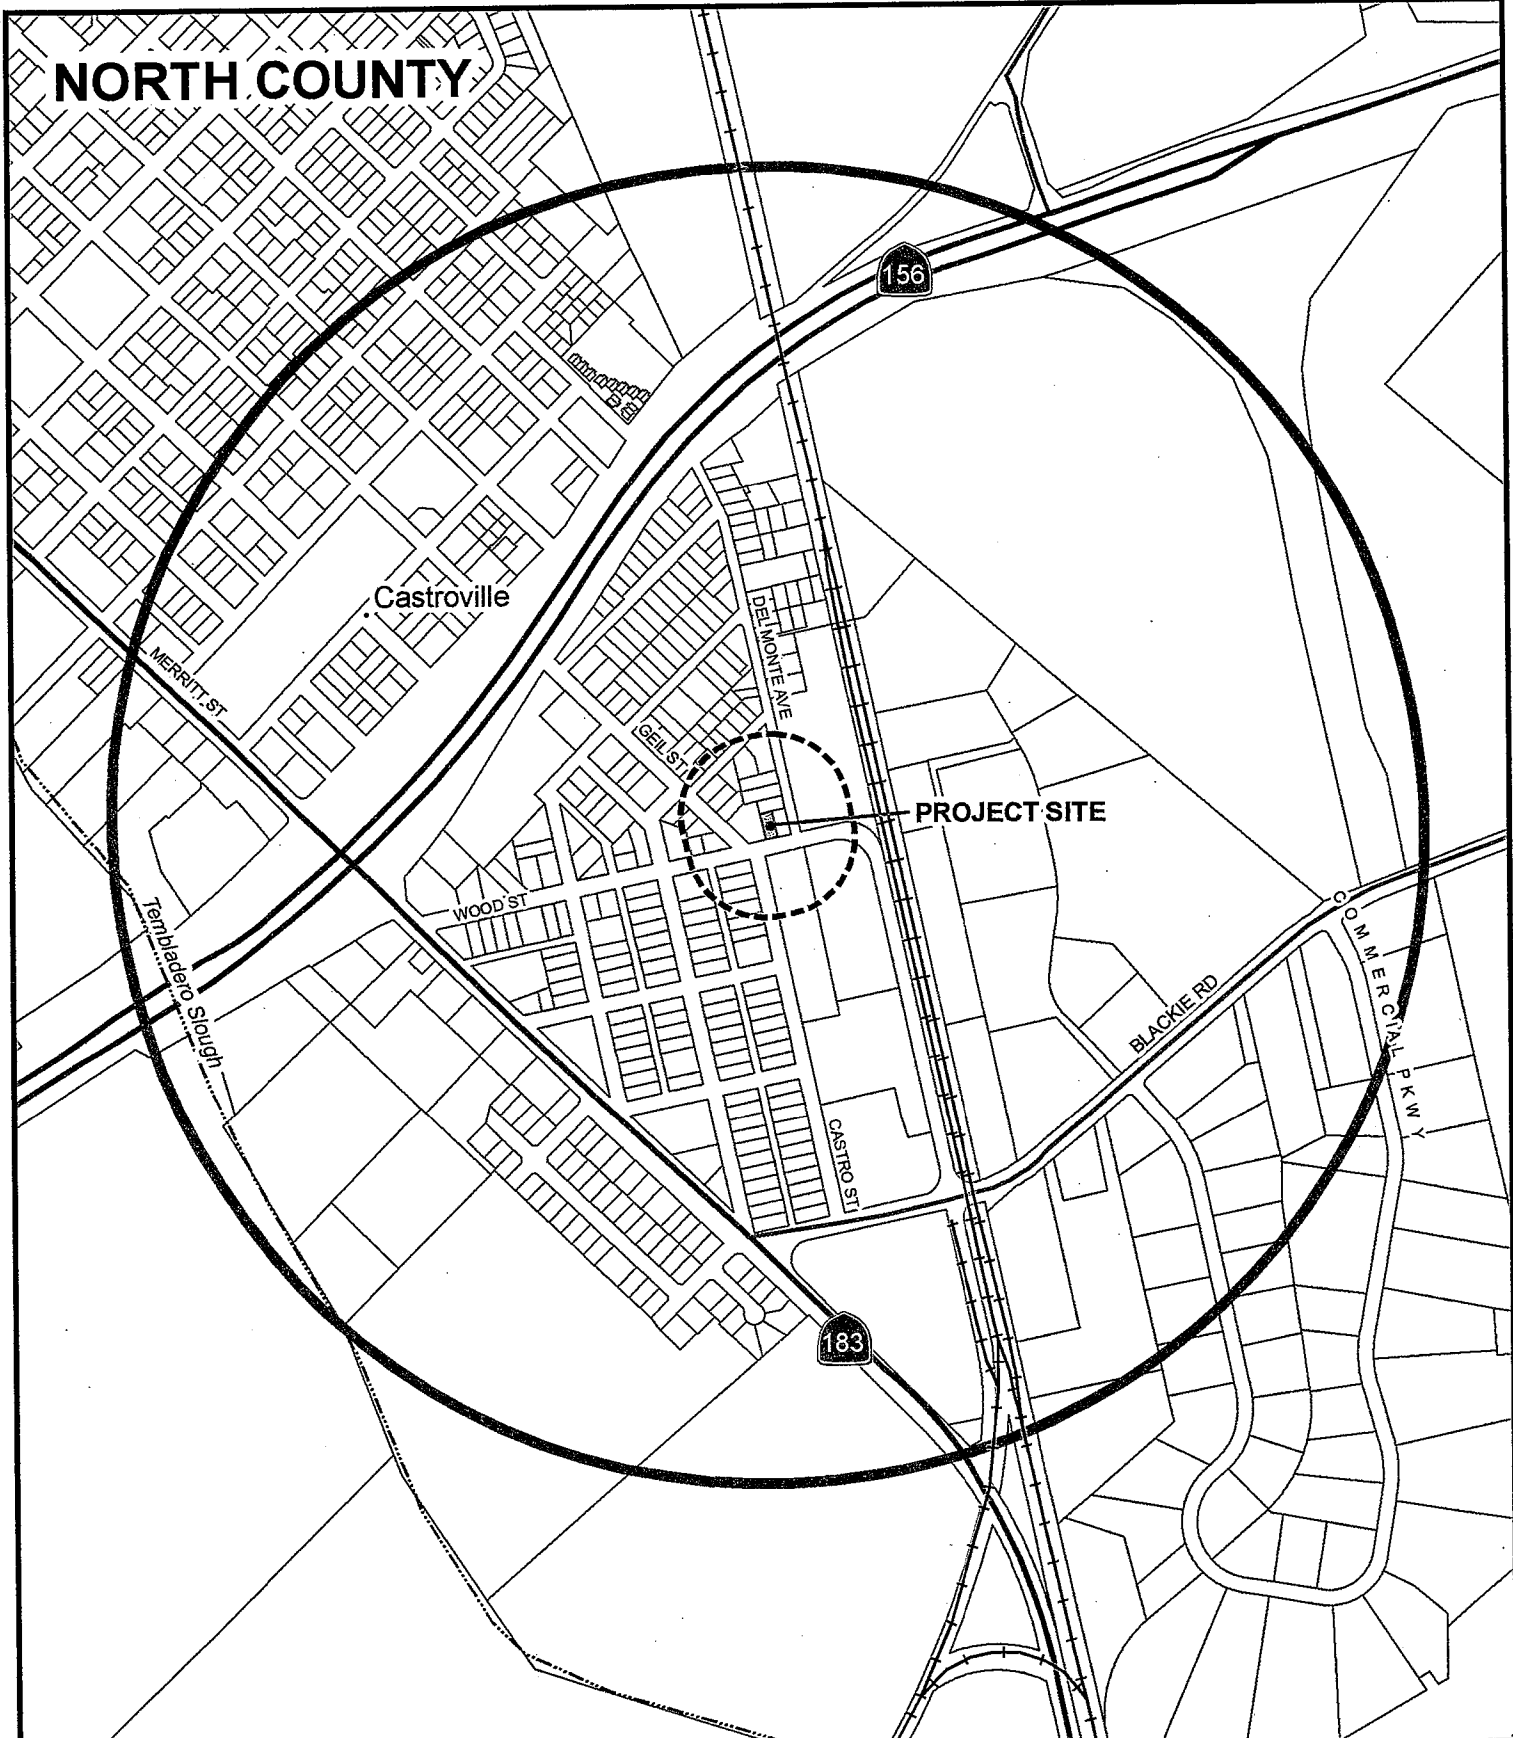 NORTH COUNTY
156
Castroville
DEL MONTE AVE
MERRITT ST
GEIL ST
PROJECT SITE
WOOD ST
COMMERCIAL PKWY
Tembladero Slough
BLACKIE RD
CASTRO ST
183